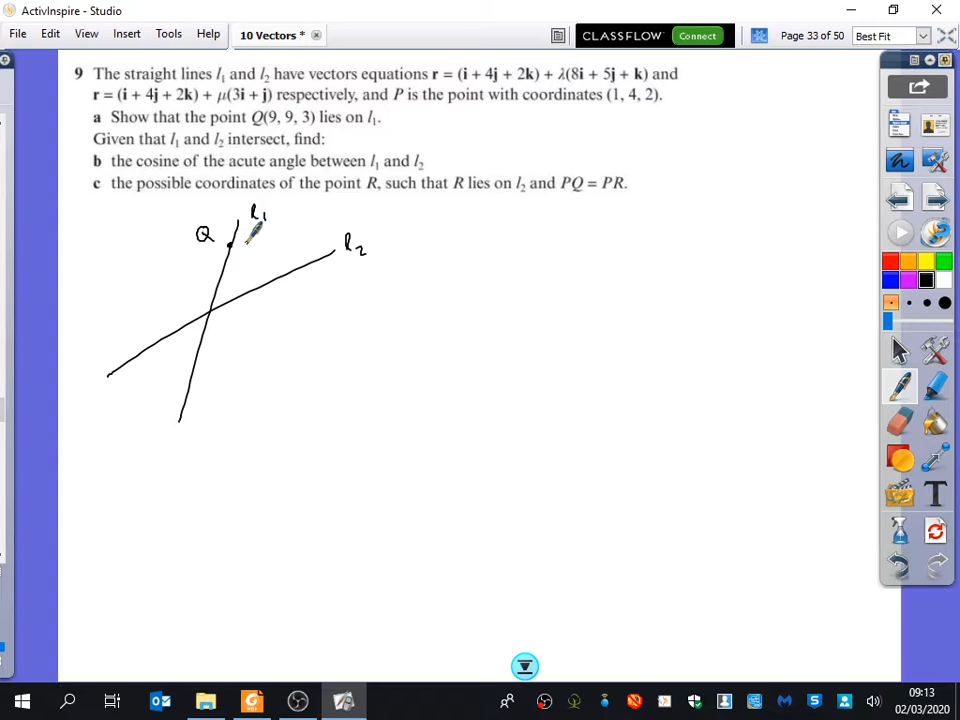 ActivInspire - Studio
File Edit View Insert Tools Help
10 Vectors *
CLASSFLOW Connect
Page 33 of 50
Best Fit
9 The straight lines l₁ and l₂ have vectors equations r = (i + 4j + 2k) + λ(8i + 5j + k) and
r = (i + 4j + 2k) + μ(3i + j) respectively, and P is the point with coordinates (1, 4, 2).
a Show that the point Q(9, 9, 3) lies on l₁.
Given that l₁ and l₂ intersect, find:
b the cosine of the acute angle between l₁ and l₂
c the possible coordinates of the point R, such that R lies on l₂ and PQ = PR.
Q
l₁
l₂
T
09:13
02/03/2020